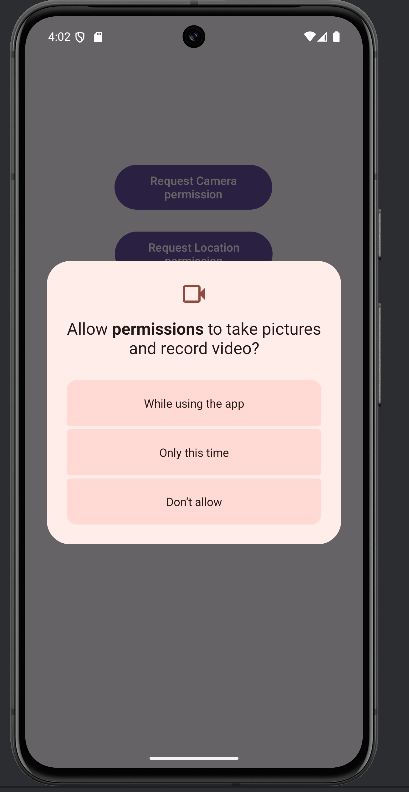 4:02
Request Camera
permission
Request Location
permission
Allow permissions to take pictures
and record video?
While using the app
Only this time
Don't allow